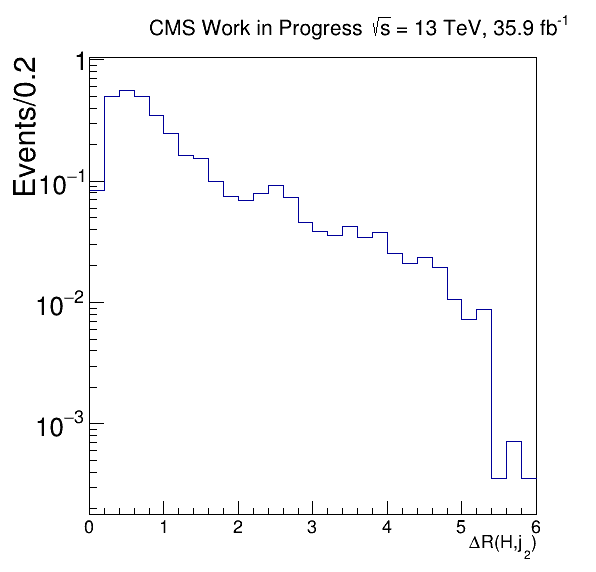 CMS Work in Progress √s = 13 TeV, 35.9 fb⁻¹
Events/0.2
1
10⁻¹
10⁻²
10⁻³
0 1 2 3 4 5 6
ΔR(H,j₂)